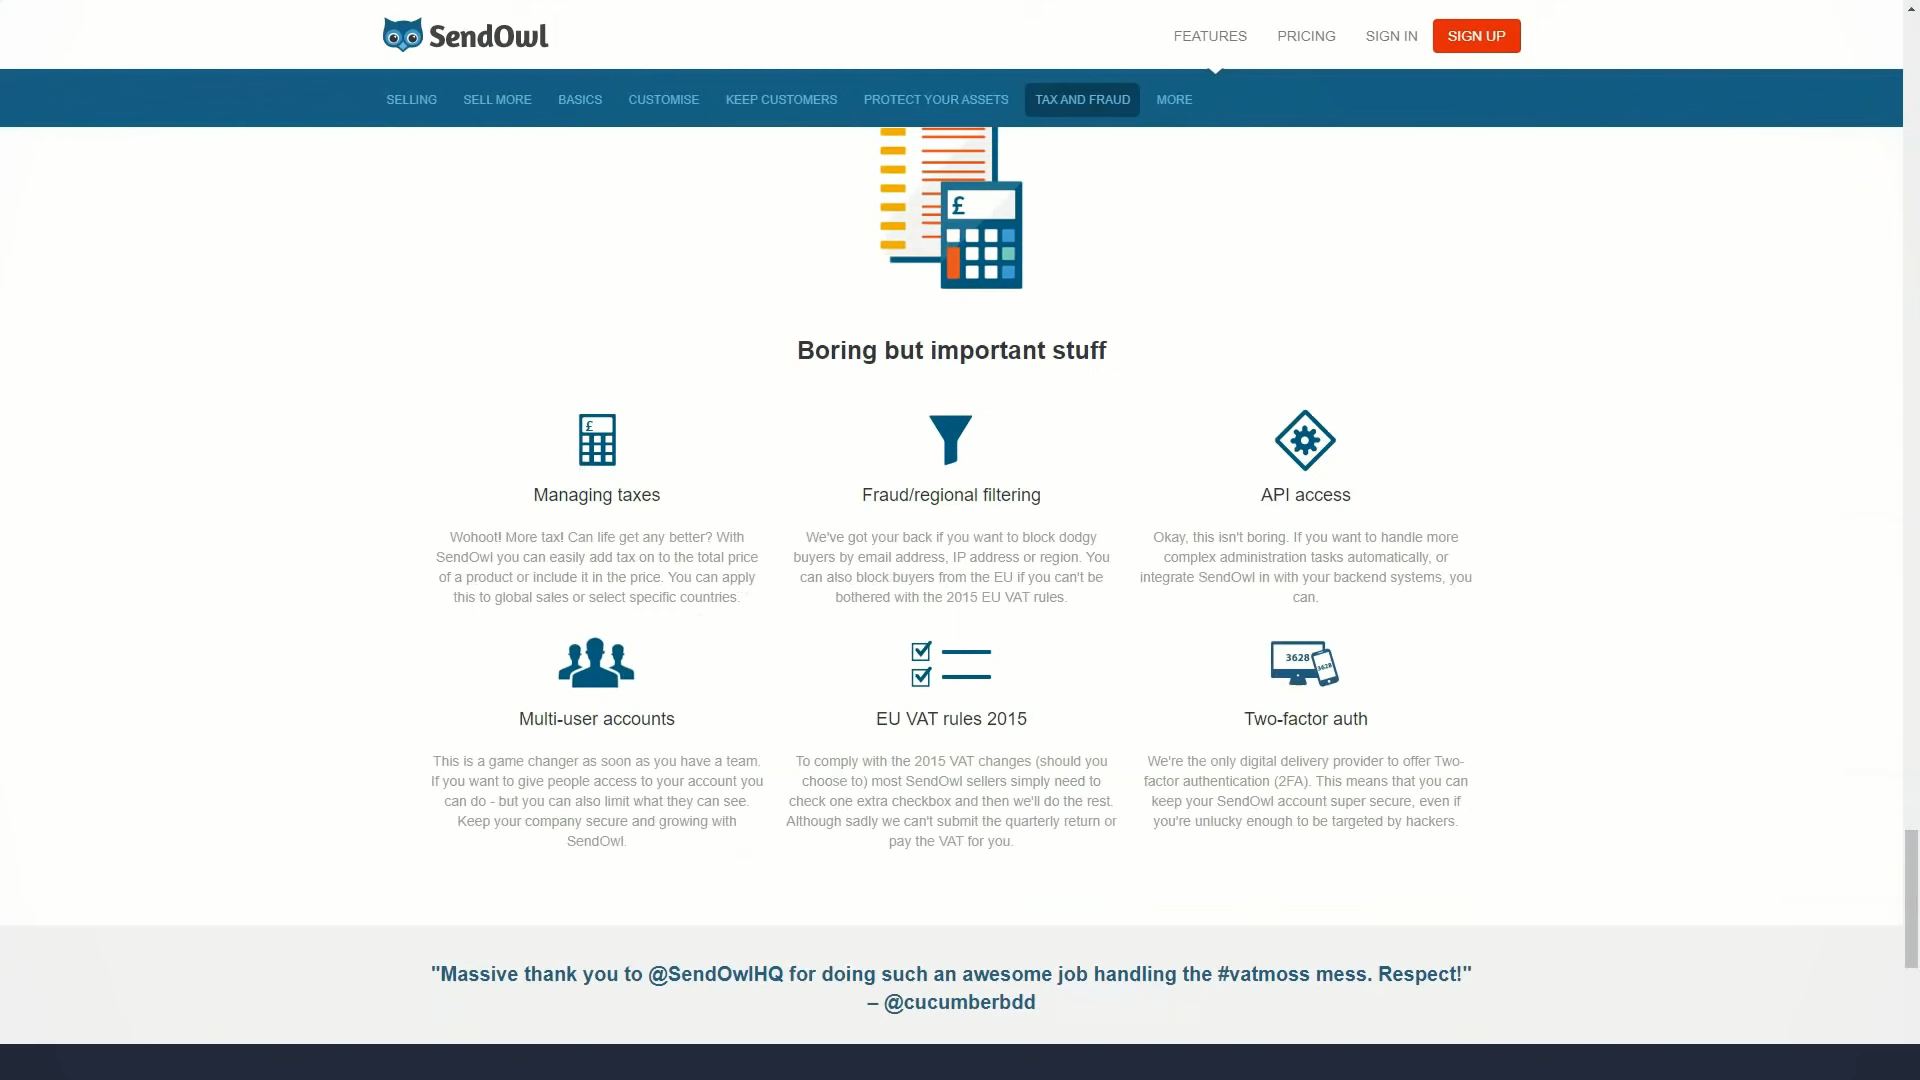 SendOwl
FEATURES
PRICING
SIGN IN
SIGN UP
SELLING
SELL MORE
BASICS
CUSTOMISE
KEEP CUSTOMERS
PROTECT YOUR ASSETS
TAX AND FRAUD
MORE
£
Boring but important stuff
£
Managing taxes
Wohoot! More tax! Can life get any better? With
SendOwl you can easily add tax on to the total price
of a product or include it in the price. You can apply
this to global sales or select specific countries.
Fraud/regional filtering
We've got your back if you want to block dodgy
buyers by email address, IP address or region. You
can also block buyers from the EU if you can't be
bothered with the 2015 EU VAT rules.
API access
Okay, this isn't boring. If you want to handle more
complex administration tasks automatically, or
integrate SendOwl in with your backend systems, you
can.
Multi-user accounts
This is a game changer as soon as you have a team.
If you want to give people access to your account you
can do - but you can also limit what they can see.
Keep your company secure and growing with
SendOwl.
EU VAT rules 2015
To comply with the 2015 VAT changes (should you
choose to) most SendOwl sellers simply need to
check one extra checkbox and then we'll do the rest.
Although sadly we can't submit the quarterly return or
pay the VAT for you.
3628
3628
Two-factor auth
We're the only digital delivery provider to offer Two-
factor authentication (2FA). This means that you can
keep your SendOwl account super secure, even if
you're unlucky enough to be targeted by hackers.
"Massive thank you to @SendOwlHQ for doing such an awesome job handling the #vatmoss mess. Respect!"
– @cucumberbdd